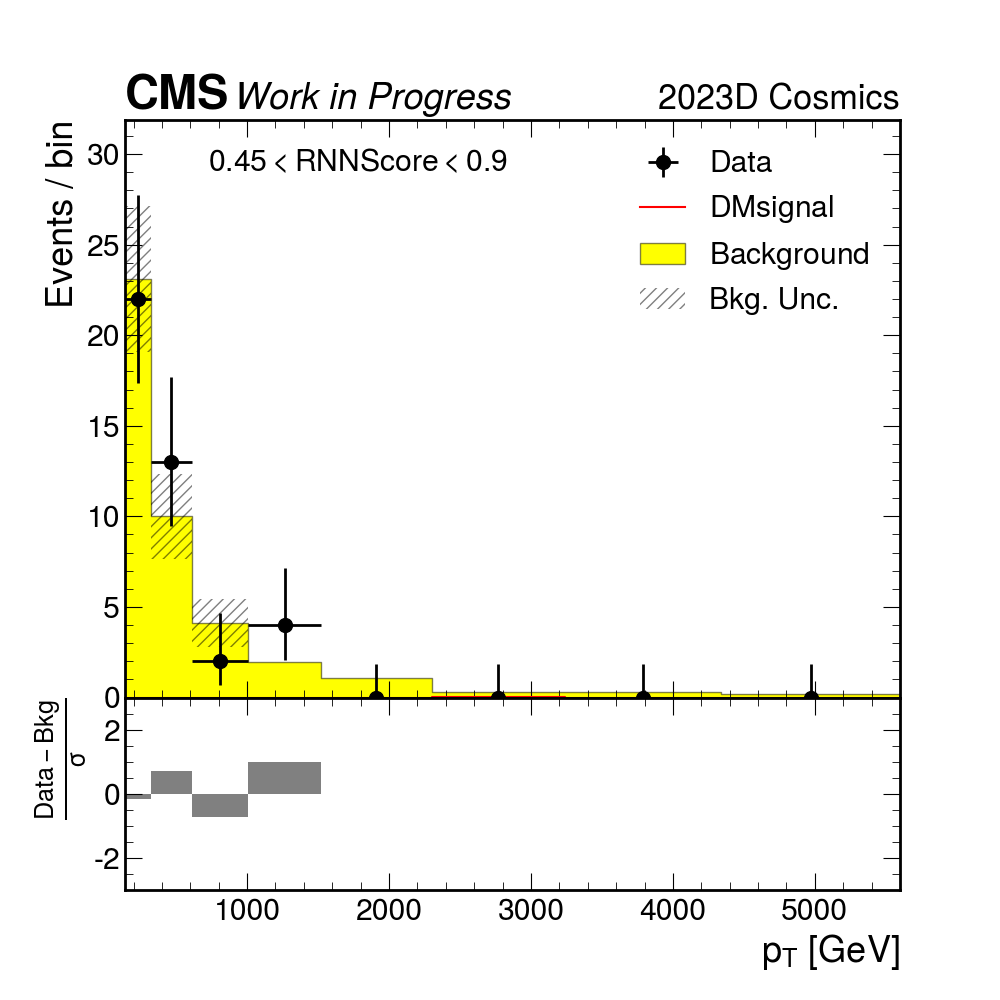 CMS Work in Progress 2023D Cosmics
Events / bin
0.45 < RNNScore < 0.9
Data
DMsignal
Background
Bkg. Unc.
30
25
20
15
10
5
0
Data – Bkg
σ
2
0
-2
1000 2000 3000 4000 5000
pT [GeV]